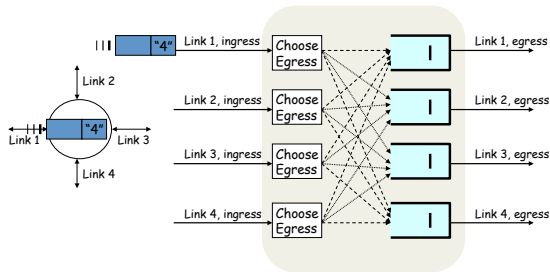 "4"
Link 1, ingress
Choose
Egress
Link 1, egress
Link 2
Link 2, ingress
Choose
Egress
Link 2, egress
"4"
Link 1
Link 3
Link 3, ingress
Choose
Egress
Link 3, egress
Link 4
Link 4, ingress
Choose
Egress
Link 4, egress